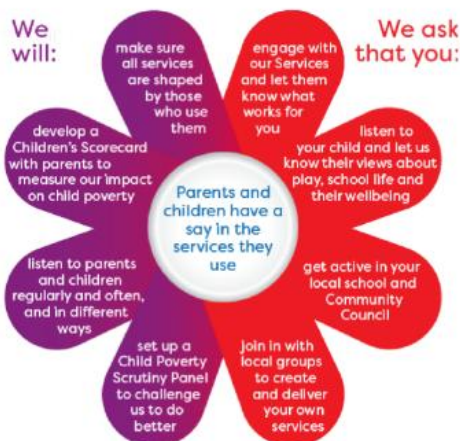 We
will:
make sure
all services
are shaped
by those
who use
them
develop a
Children's Scorecard
with parents to
measure our impact
on child poverty
listen to parents
and children
regularly and often,
and in different
ways
set up a
Child Poverty
Scrutiny Panel
to challenge
us to do
better
Parents and
children have a
say in the
services they
use
We ask
that you:
engage with
our Services
and let them
know what
works for
you
listen to
your child and let us
know their views about
play, school life and
their wellbeing
get active in your
local school and
Community
Council
Join in with
local groups
to create
and deliver
your own
services